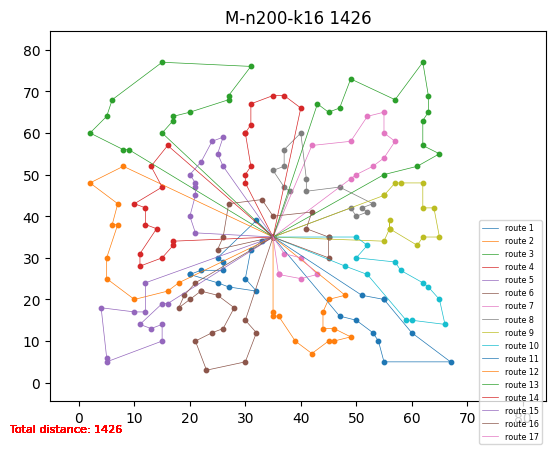 M-n200-k16 1426
80
70
60
50
40
30
20
10
0
0 10 20 30 40 50 60 70 80
route 1
route 2
route 3
route 4
route 5
route 6
route 7
route 8
route 9
route 10
route 11
route 12
route 13
route 14
route 15
route 16
route 17
Total distance: 1426